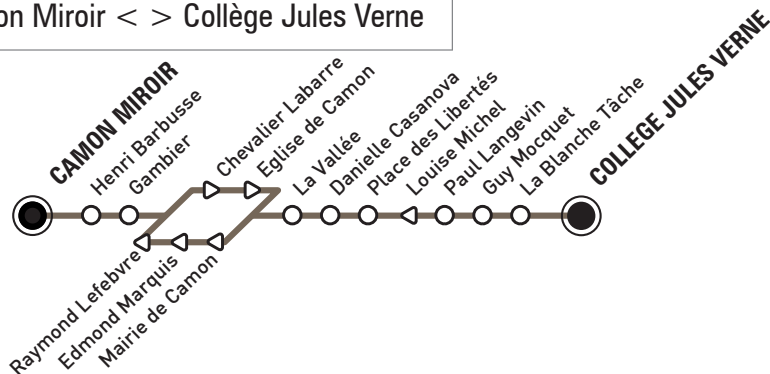 on Miroir < > Collège Jules Verne
CAMON MIROIR
Henri Barbusse
Gambier
Chevalier Labarre
Eglise de Camon
La Vallée
Danielle Casanova
Place des Libertés
Louise Michel
Paul Langevin
Guy Mocquet
La Blanche Tâche
COLLEGE JULES VERNE
Raymond Lefebvre
Edmond Marquis
Mairie de Camon